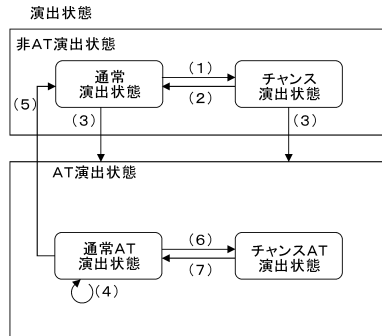 演出状態
非AT演出状態
通常
演出状態
(1)
(2)
チャンス
演出状態
(5)
(3)
(3)
AT演出状態
通常AT
演出状態
(6)
(7)
チャンスAT
演出状態
(4)